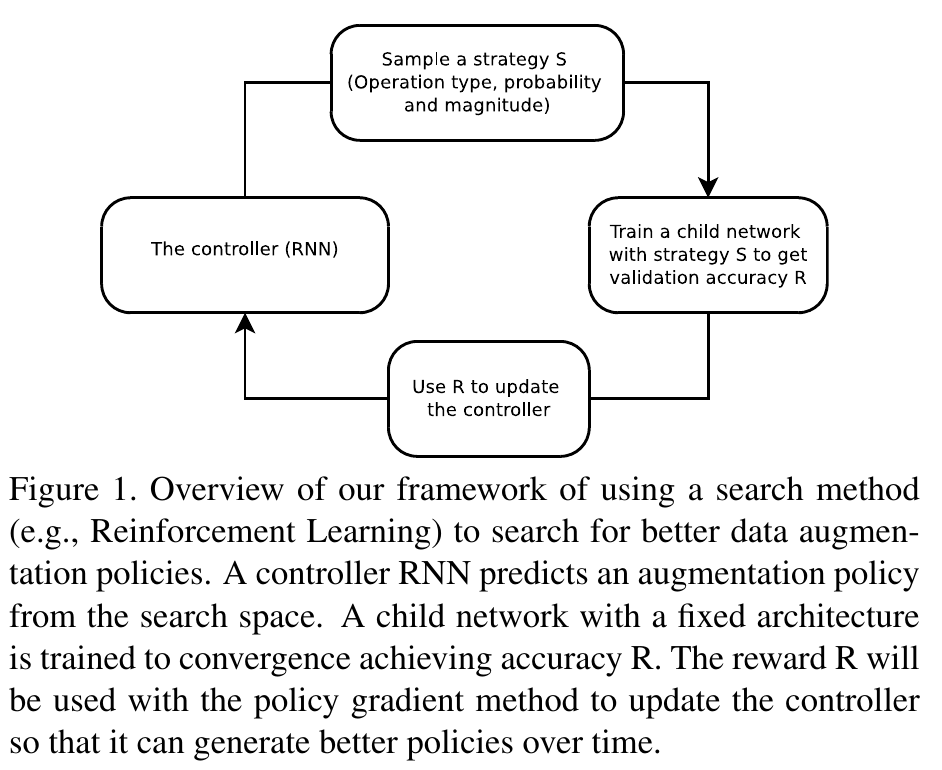 Sample a strategy S
(Operation type, probability
and magnitude)
The controller (RNN)
Train a child network
with strategy S to get
validation accuracy R
Use R to update
the controller
Figure 1. Overview of our framework of using a search method
(e.g., Reinforcement Learning) to search for better data augmen-
tation policies. A controller RNN predicts an augmentation policy
from the search space. A child network with a fixed architecture
is trained to convergence achieving accuracy R. The reward R will
be used with the policy gradient method to update the controller
so that it can generate better policies over time.